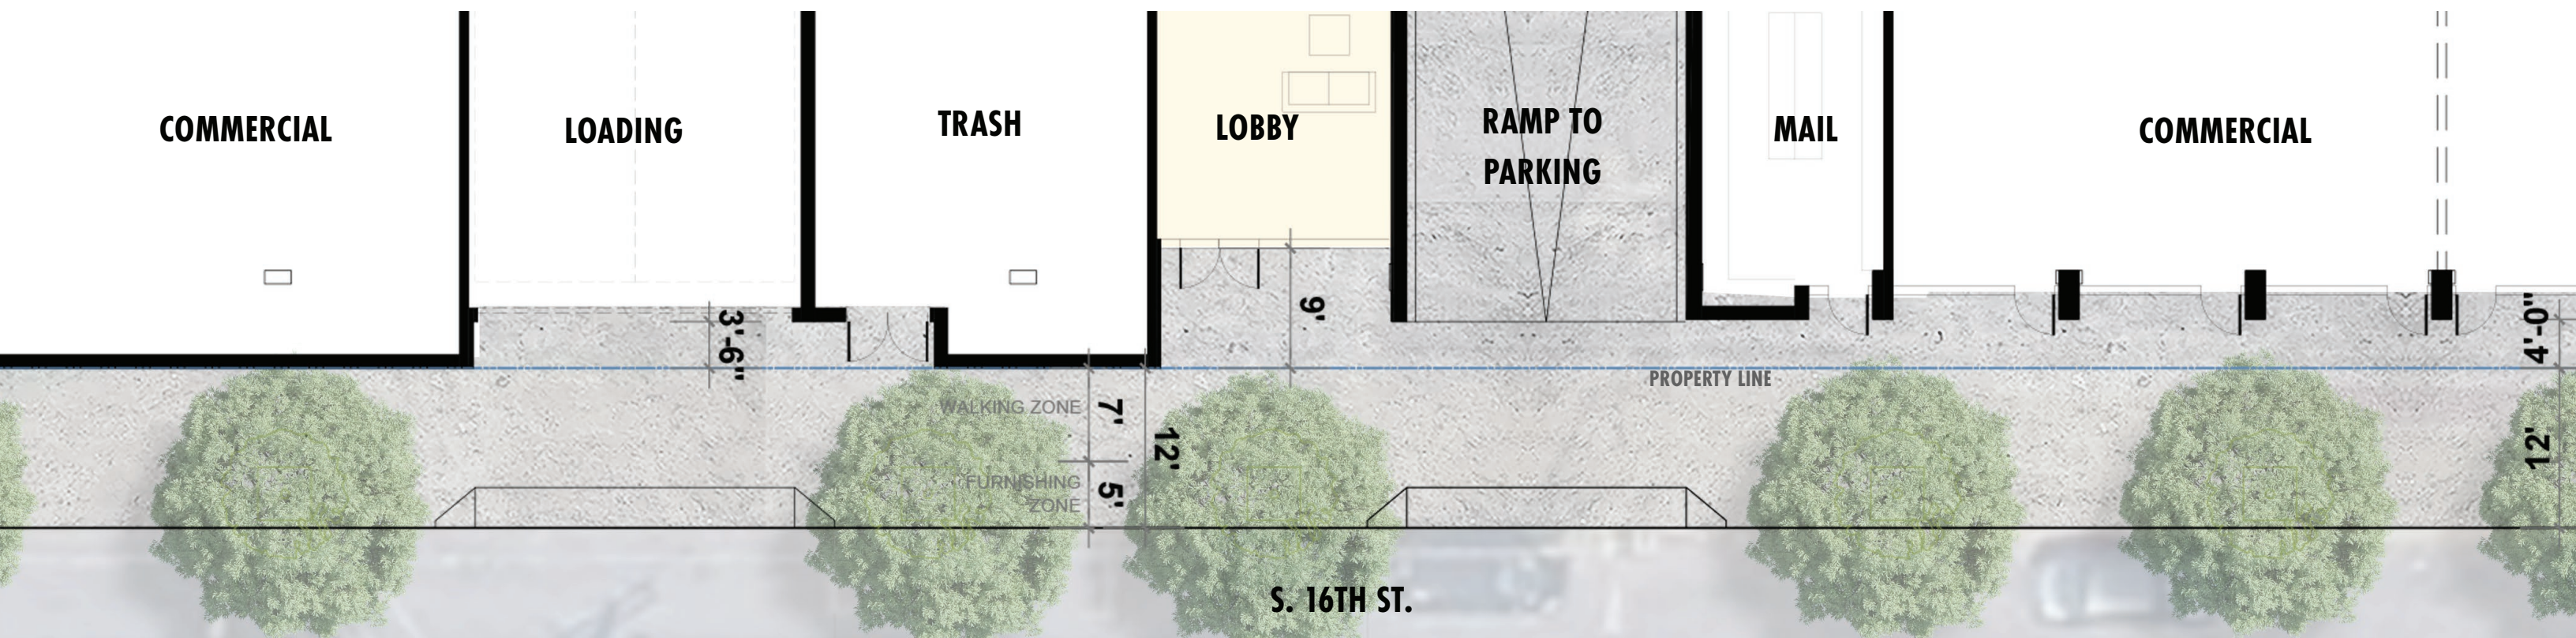 COMMERCIAL
LOADING
TRASH
LOBBY
RAMP TO
PARKING
MAIL
COMMERCIAL
3'-6"
9'
4'-0"
PROPERTY LINE
WALKING ZONE
7'
12'
12'
FURNISHING
ZONE
5'
S. 16TH ST.